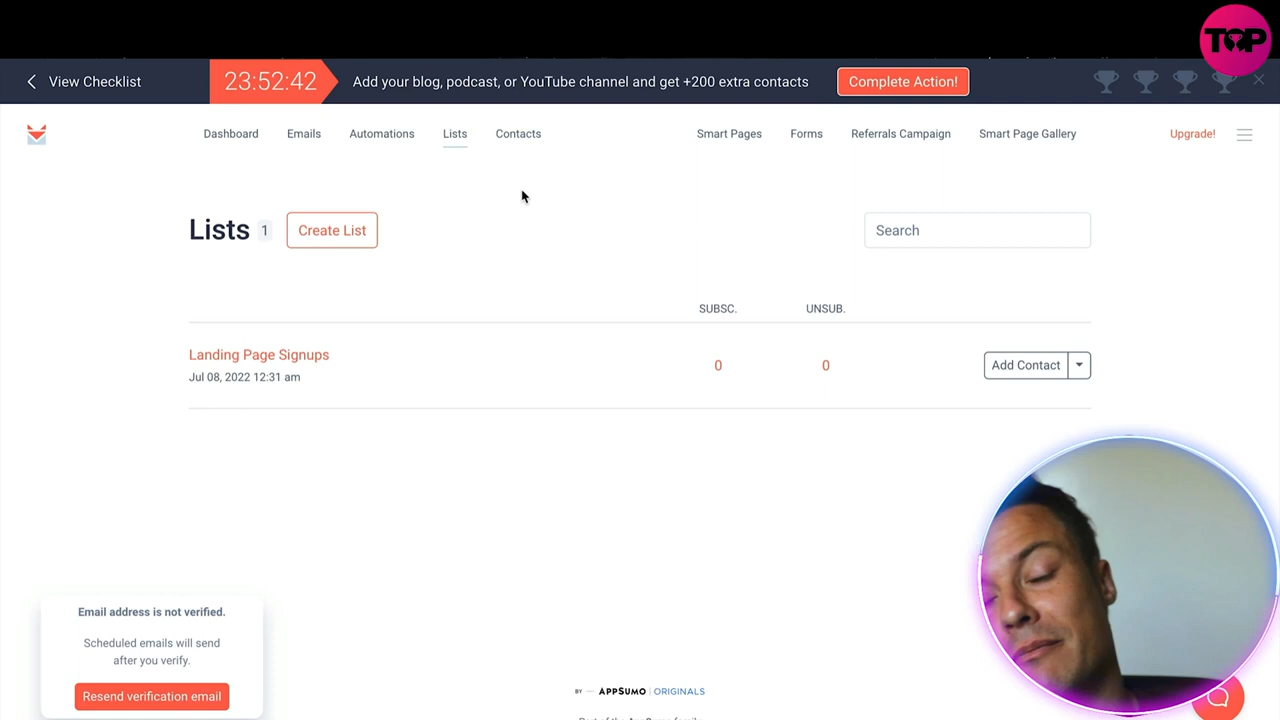 TOP
View Checklist
23:52:42
Add your blog, podcast, or YouTube channel and get +200 extra contacts
Complete Action!
Dashboard
Emails
Automations
Lists
Contacts
Smart Pages
Forms
Referrals Campaign
Smart Page Gallery
Upgrade!
Lists 1
Create List
Search
SUBSC.
UNSUB.
Landing Page Signups
0
0
Add Contact
Jul 08, 2022 12:31 am
Email address is not verified.
Scheduled emails will send
after you verify.
Resend verification email
BY — APPSUMO | ORIGINALS